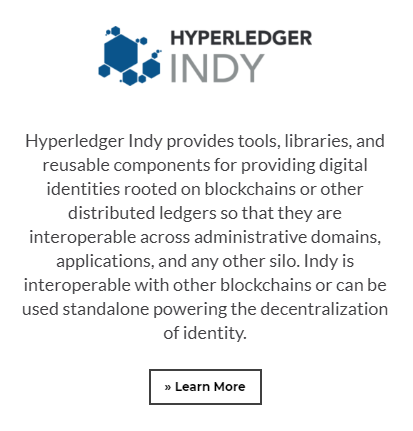 HYPERLEDGER
INDY
Hyperledger Indy provides tools, libraries, and
reusable components for providing digital
identities rooted on blockchains or other
distributed ledgers so that they are
interoperable across administrative domains,
applications, and any other silo. Indy is
interoperable with other blockchains or can be
used standalone powering the decentralization
of identity.
» Learn More